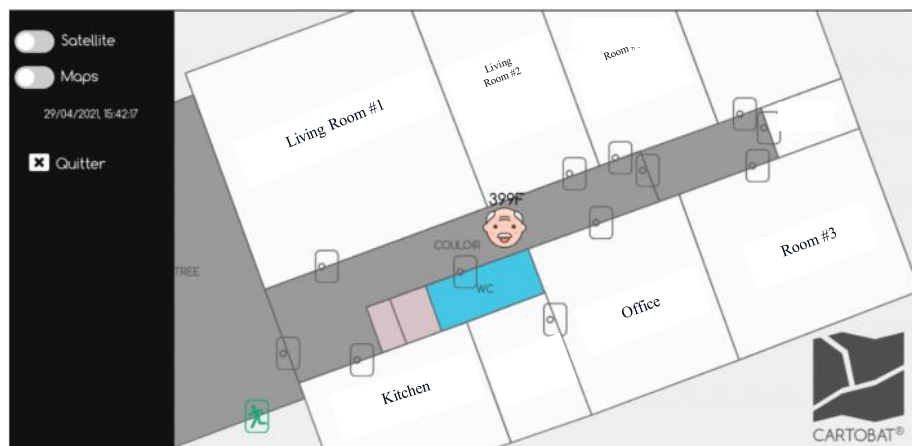 Satellite
Maps
29/04/2021, 15:42:17
Quitter
Living Room #1
Living
Room #2
Room
399F
COULOIR
TREE
WC
Room #3
Office
Kitchen
CARTOBAT®